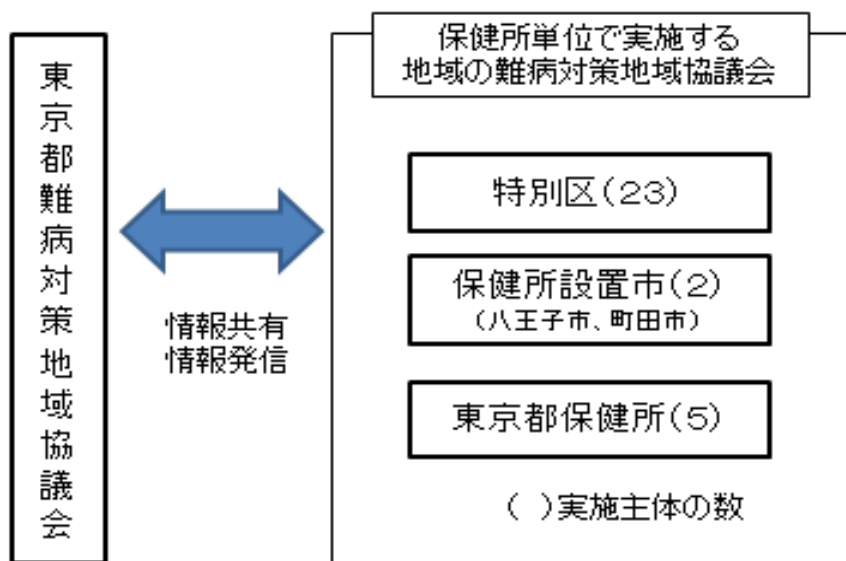 東京都難病対策地域協議会
情報共有
情報発信
保健所単位で実施する
地域の難病対策地域協議会
特別区(23)
保健所設置市(2)
(八王子市、町田市)
東京都保健所(5)
( )実施主体の数